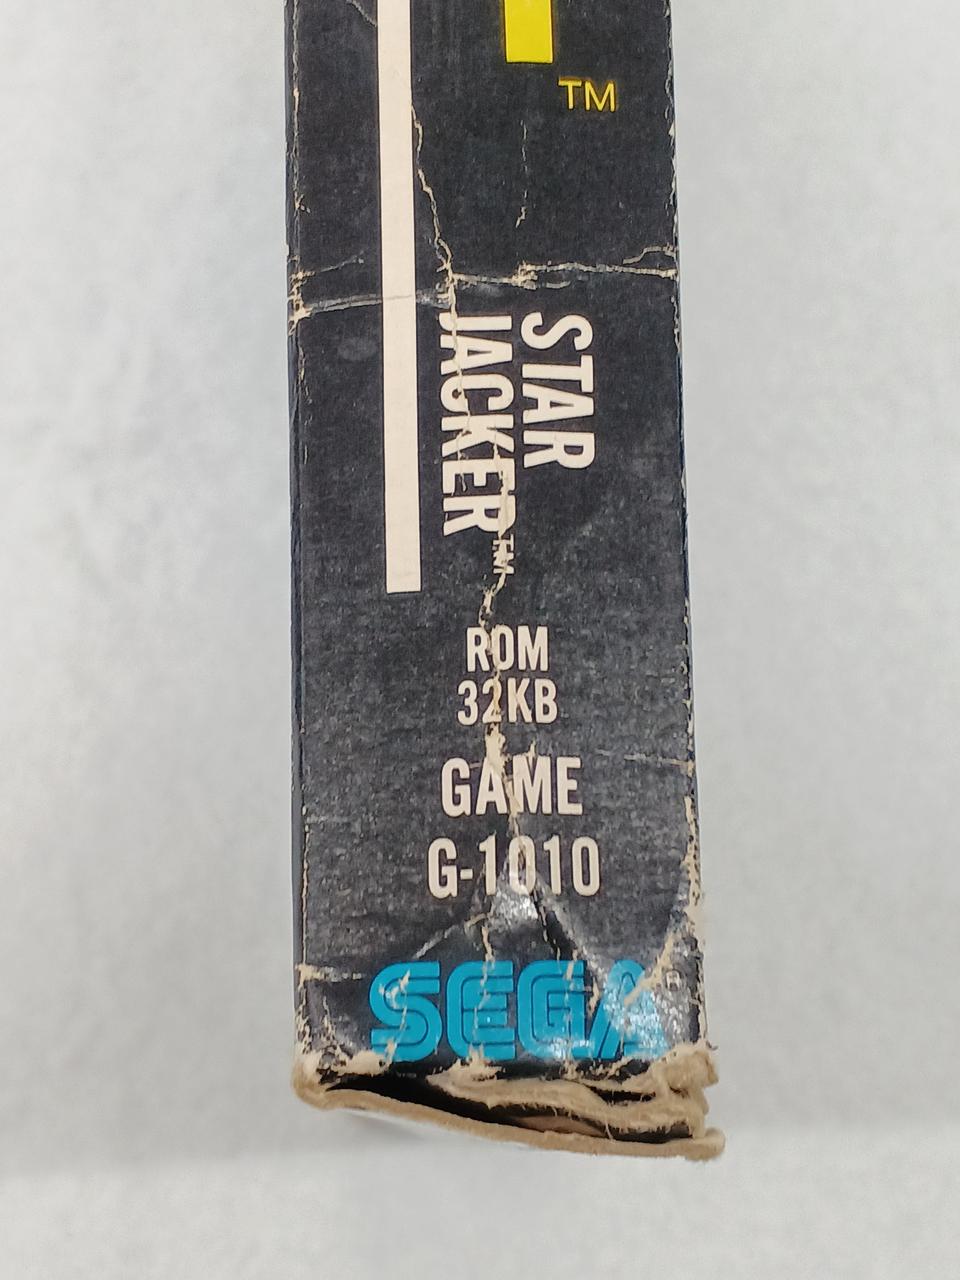 TM
STAR
JACKER™
ROM
32KB
GAME
G-1010
SEGA®